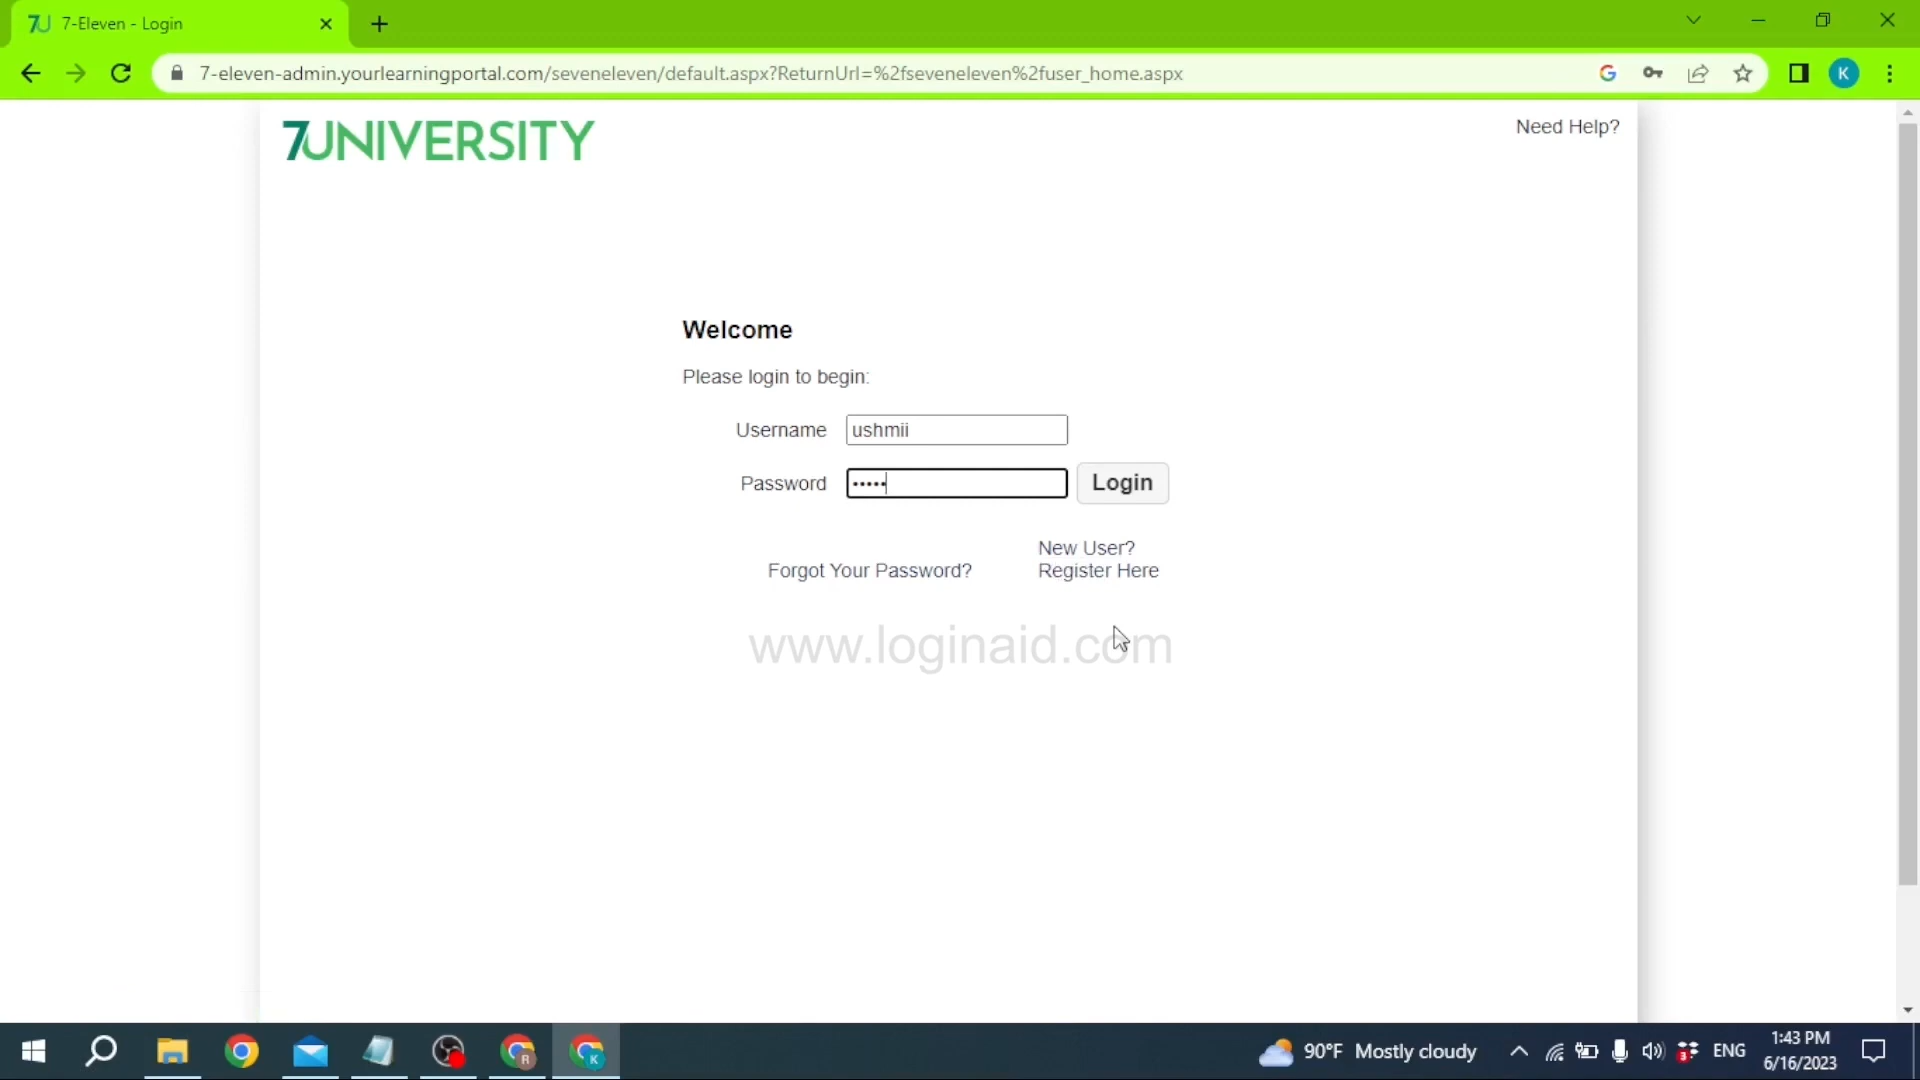 7-Eleven - Login
7-eleven-admin.yourlearningportal.com/seveneleven/default.aspx?ReturnUrl=%2fseveneleven%2fuser_home.aspx
K
7UNIVERSITY
Need Help?
Welcome
Please login to begin:
Username
ushmii
Password
•••••
Login
New User?
Forgot Your Password?
Register Here
www.loginaid.com
R
K
90°F Mostly cloudy
3
ENG
1:43 PM
6/16/2023